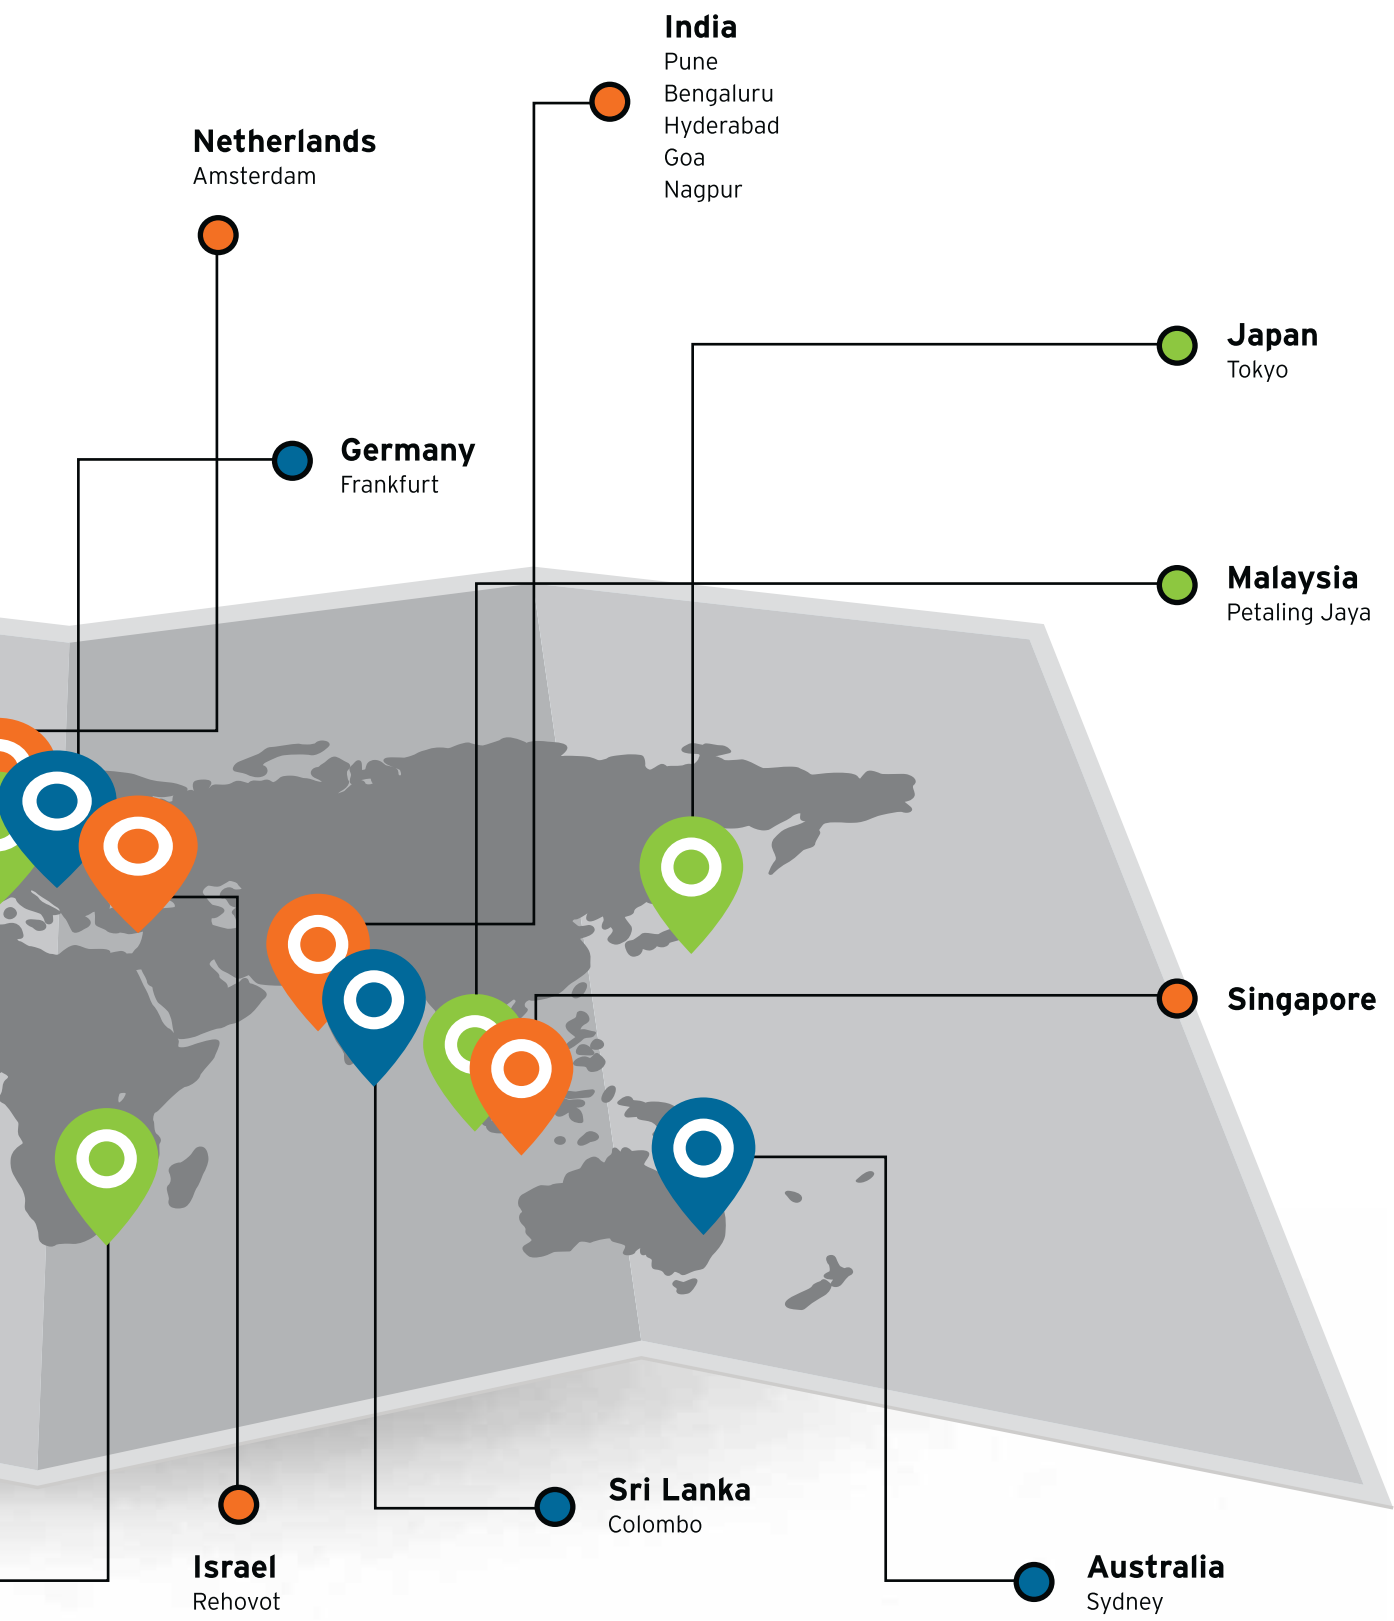 India
Pune
Bengaluru
Hyderabad
Goa
Nagpur
Netherlands
Amsterdam
Japan
Tokyo
Germany
Frankfurt
Malaysia
Petaling Jaya
Singapore
Sri Lanka
Colombo
Israel
Rehovot
Australia
Sydney